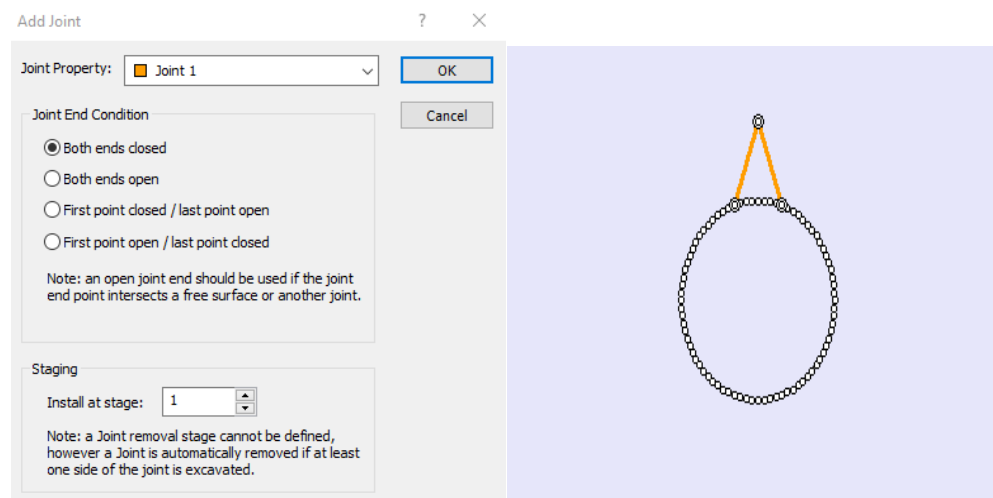 Add Joint ?
Joint Property: Joint 1 OK
Cancel
Joint End Condition
Both ends closed
Both ends open
First point closed / last point open
First point open / last point closed
Note: an open joint end should be used if the joint
end point intersects a free surface or another joint.
Staging
Install at stage: 1
Note: a Joint removal stage cannot be defined,
however a Joint is automatically removed if at least
one side of the joint is excavated.